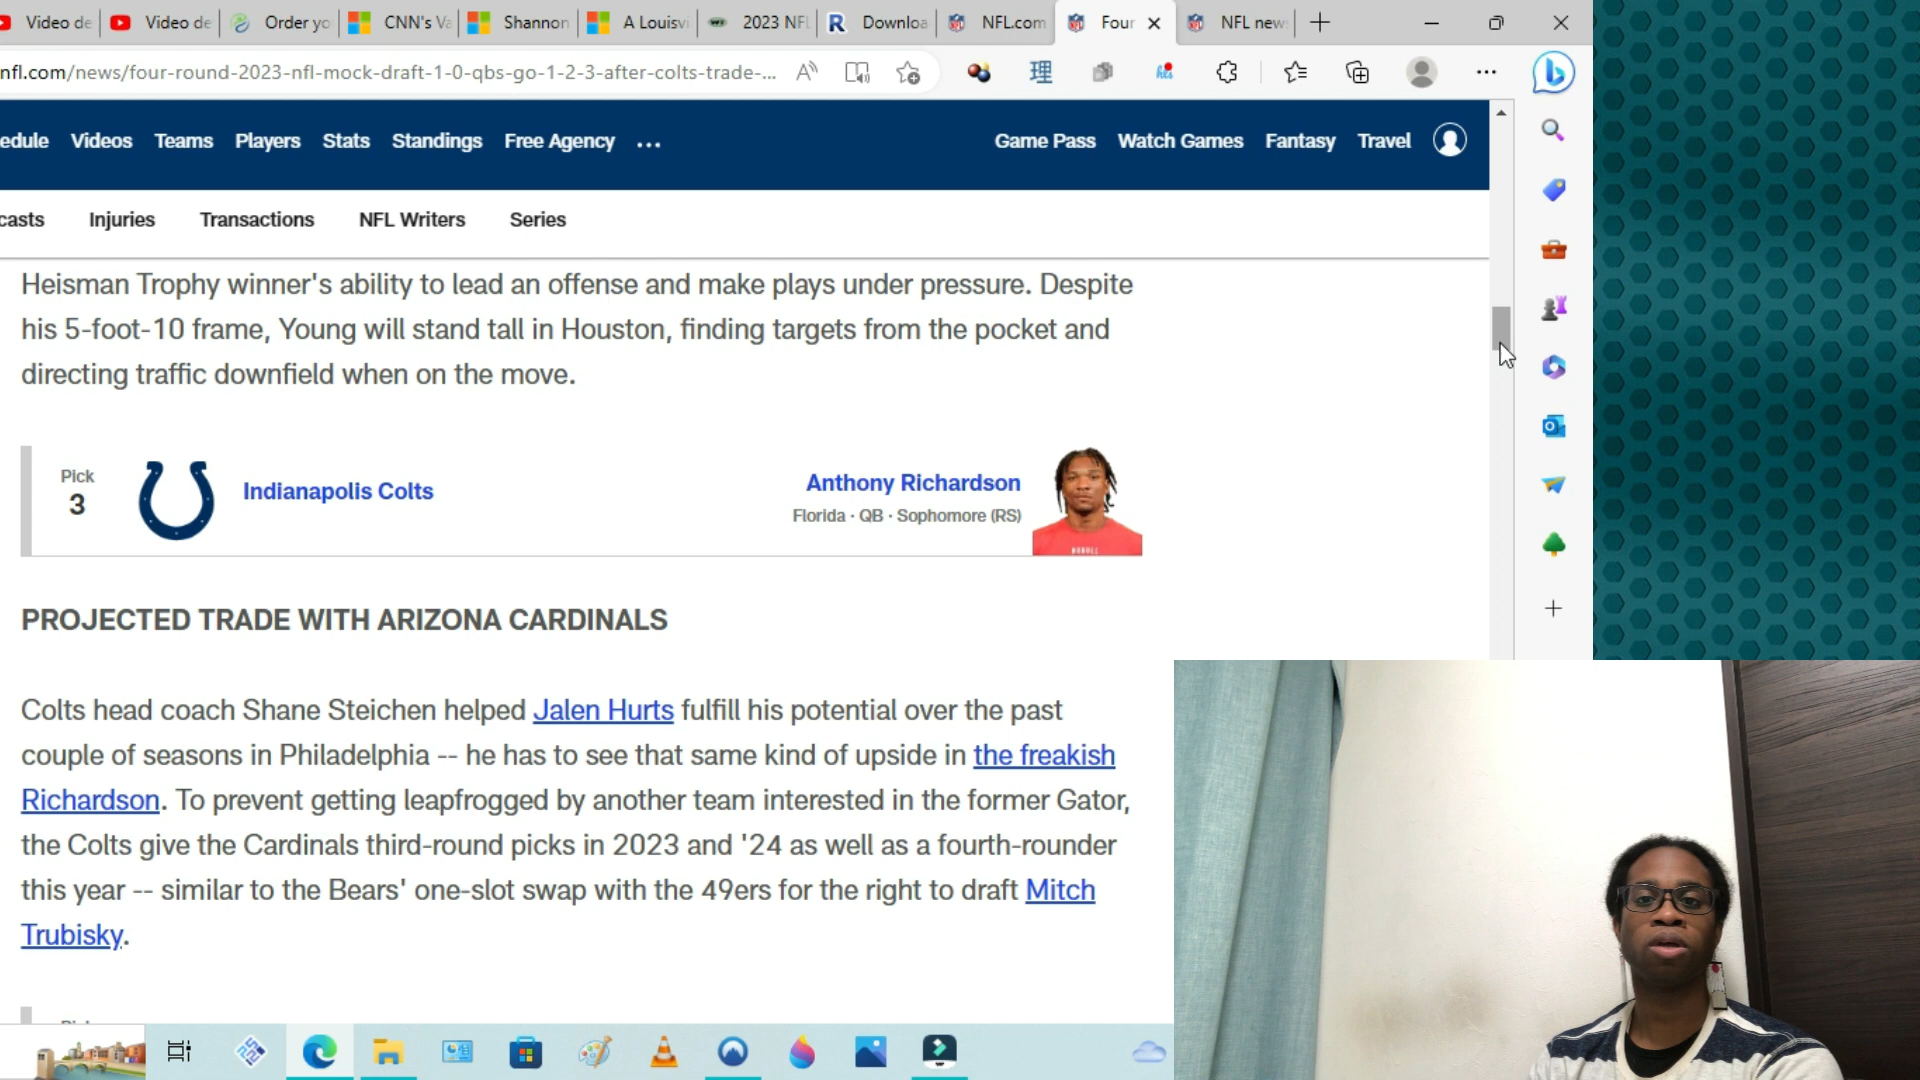 Video de
Video de
Order yo
CNN's Va
Shannon
A Louisvi
2023 NFL
Downloa
NFL.com
Four
NFL new
nfl.com/news/four-round-2023-nfl-mock-draft-1-0-qbs-go-1-2-3-after-colts-trade-...
理
edule Videos Teams Players Stats Standings Free Agency ...
Game Pass Watch Games Fantasy Travel
casts Injuries Transactions NFL Writers Series
Heisman Trophy winner's ability to lead an offense and make plays under pressure. Despite
his 5-foot-10 frame, Young will stand tall in Houston, finding targets from the pocket and
directing traffic downfield when on the move.
Pick
3
Indianapolis Colts
Anthony Richardson
Florida · QB · Sophomore (RS)
PROJECTED TRADE WITH ARIZONA CARDINALS
Colts head coach Shane Steichen helped Jalen Hurts fulfill his potential over the past
couple of seasons in Philadelphia -- he has to see that same kind of upside in the freakish
Richardson. To prevent getting leapfrogged by another team interested in the former Gator,
the Colts give the Cardinals third-round picks in 2023 and '24 as well as a fourth-rounder
this year -- similar to the Bears' one-slot swap with the 49ers for the right to draft Mitch
Trubisky.